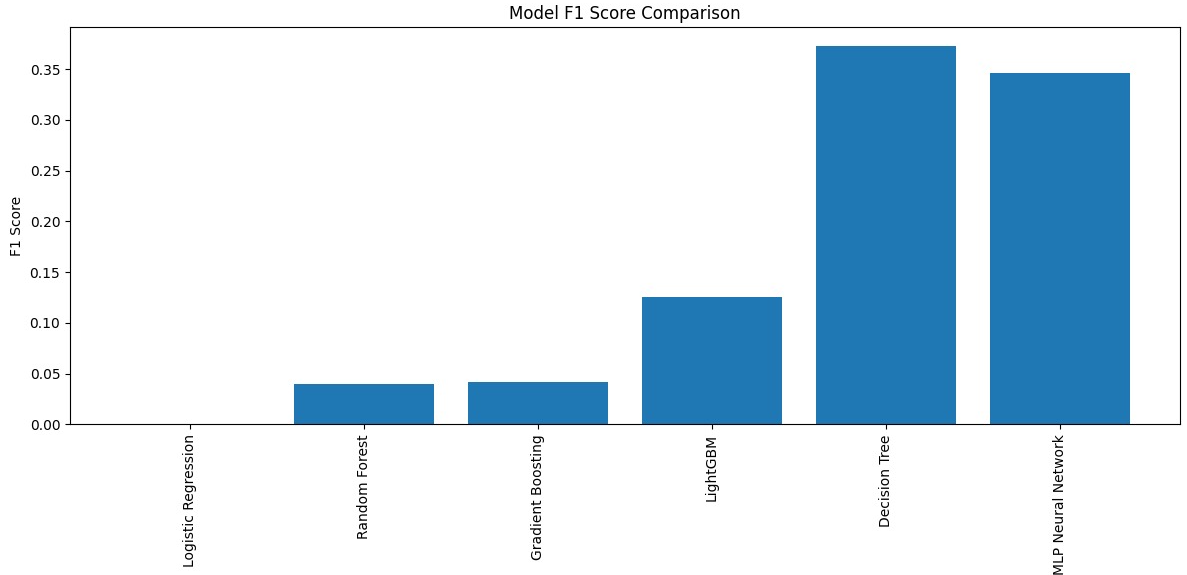 Model F1 Score Comparison
F1 Score
0.35
0.30
0.25
0.20
0.15
0.10
0.05
0.00
Logistic Regression
Random Forest
Gradient Boosting
LightGBM
Decision Tree
MLP Neural Network